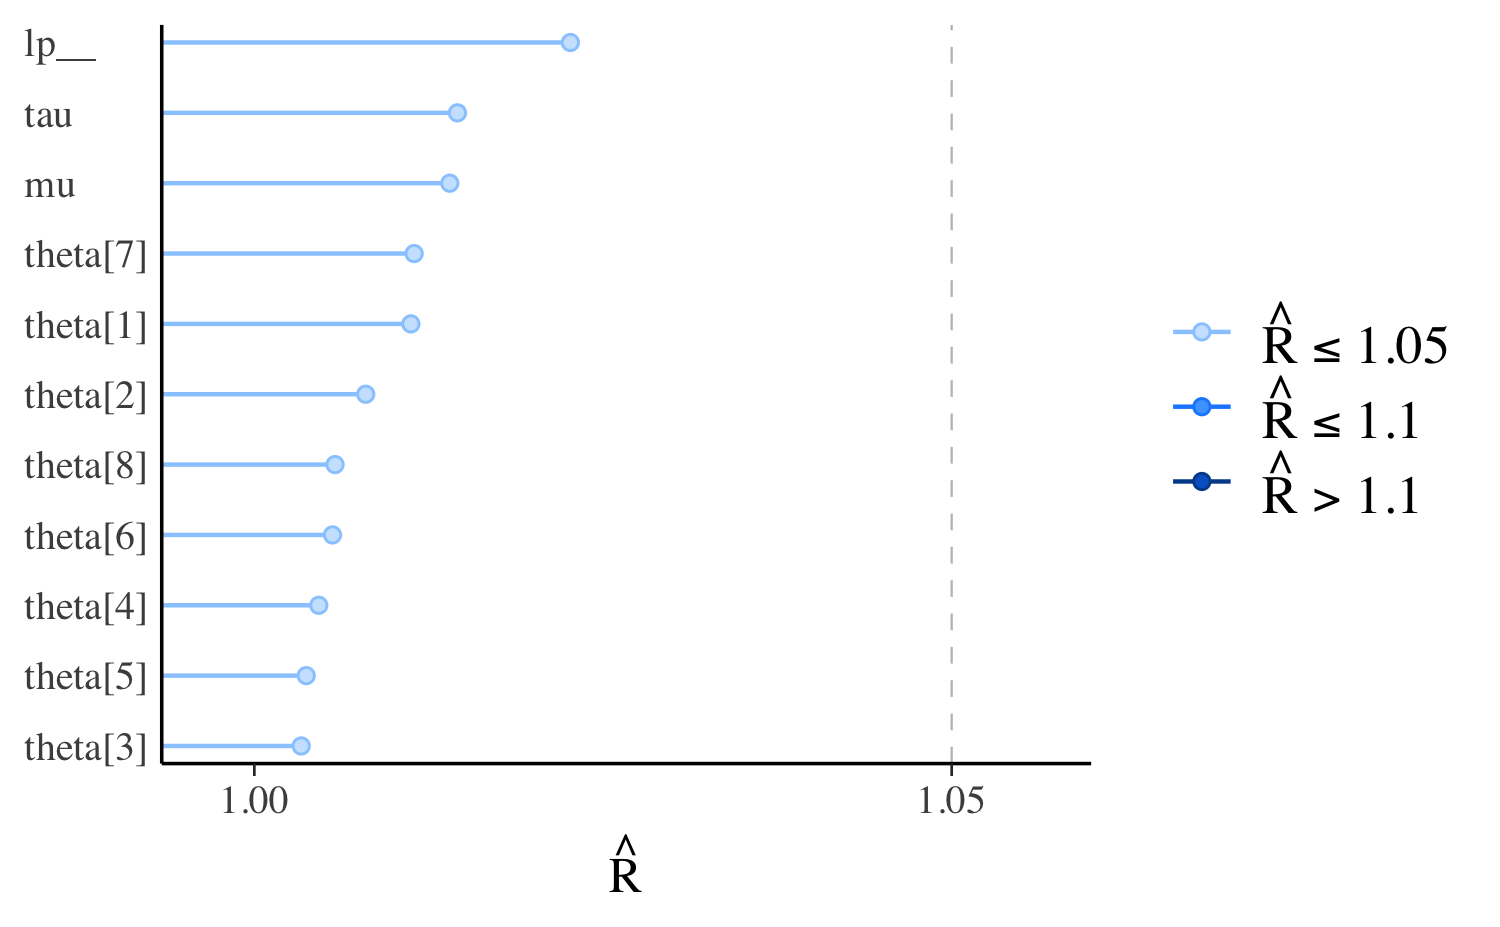 lp__
tau
mu
theta[7]
theta[1]
theta[2]
theta[8]
theta[6]
theta[4]
theta[5]
theta[3]
1.00 1.05
R̂
R̂ ≤ 1.05
R̂ ≤ 1.1
R̂ > 1.1